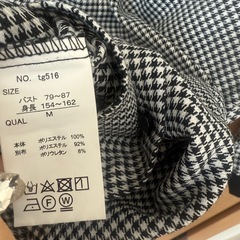 NO. tg516
SIZE
バスト 79~87
身長 154~162
M
QUAL
本体 ポリエステル 100%
別布 ポリエステル 92%
ポリウレタン 8%